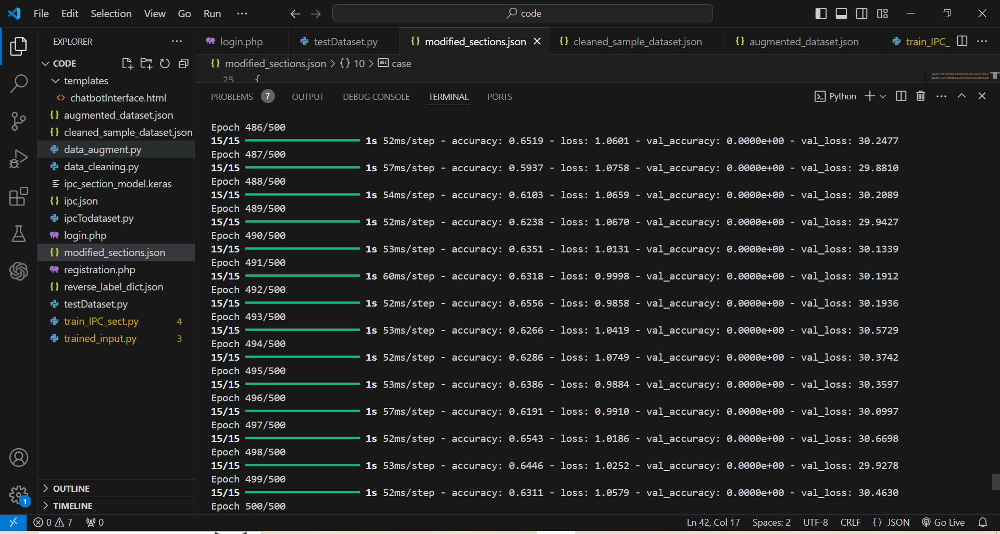 File Edit Selection View Go Run ··· code
EXPLORER ···
CODE
templates
chatbotInterface.html
augmented_dataset.json
cleaned_sample_dataset.json
data_augment.py
data_cleaning.py
ipc_section_model.keras
ipc.json
ipcTodataset.py
login.php
modified_sections.json
registration.php
reverse_label_dict.json
testDataset.py
train_IPC_sect.py 4
trained_input.py 3
OUTLINE
TIMELINE
1
login.php testDataset.py modified_sections.json cleaned_sample_dataset.json augmented_dataset.json train_IPC_ ···
modified_sections.json > {} 10 > abc case
25 {
PROBLEMS 7 OUTPUT DEBUG CONSOLE TERMINAL PORTS Python ···
Epoch 486/500
15/15 1s 52ms/step - accuracy: 0.6519 - loss: 1.0601 - val_accuracy: 0.0000e+00 - val_loss: 30.2477
Epoch 487/500
15/15 1s 57ms/step - accuracy: 0.5937 - loss: 1.0758 - val_accuracy: 0.0000e+00 - val_loss: 29.8810
Epoch 488/500
15/15 1s 54ms/step - accuracy: 0.6103 - loss: 1.0659 - val_accuracy: 0.0000e+00 - val_loss: 30.2089
Epoch 489/500
15/15 1s 52ms/step - accuracy: 0.6238 - loss: 1.0670 - val_accuracy: 0.0000e+00 - val_loss: 29.9427
Epoch 490/500
15/15 1s 53ms/step - accuracy: 0.6351 - loss: 1.0131 - val_accuracy: 0.0000e+00 - val_loss: 30.1339
Epoch 491/500
15/15 1s 60ms/step - accuracy: 0.6318 - loss: 0.9998 - val_accuracy: 0.0000e+00 - val_loss: 30.1912
Epoch 492/500
15/15 1s 52ms/step - accuracy: 0.6556 - loss: 0.9858 - val_accuracy: 0.0000e+00 - val_loss: 30.1936
Epoch 493/500
15/15 1s 53ms/step - accuracy: 0.6266 - loss: 1.0419 - val_accuracy: 0.0000e+00 - val_loss: 30.5729
Epoch 494/500
15/15 1s 52ms/step - accuracy: 0.6286 - loss: 1.0749 - val_accuracy: 0.0000e+00 - val_loss: 30.3742
Epoch 495/500
15/15 1s 53ms/step - accuracy: 0.6386 - loss: 0.9884 - val_accuracy: 0.0000e+00 - val_loss: 30.3597
Epoch 496/500
15/15 1s 57ms/step - accuracy: 0.6191 - loss: 0.9910 - val_accuracy: 0.0000e+00 - val_loss: 30.0997
Epoch 497/500
15/15 1s 52ms/step - accuracy: 0.6543 - loss: 1.0186 - val_accuracy: 0.0000e+00 - val_loss: 30.6698
Epoch 498/500
15/15 1s 53ms/step - accuracy: 0.6446 - loss: 1.0252 - val_accuracy: 0.0000e+00 - val_loss: 29.9278
Epoch 499/500
15/15 1s 52ms/step - accuracy: 0.6311 - loss: 1.0579 - val_accuracy: 0.0000e+00 - val_loss: 30.4630
Epoch 500/500
0 7 0 Ln 42, Col 17 Spaces: 2 UTF-8 CRLF {} JSON Go Live